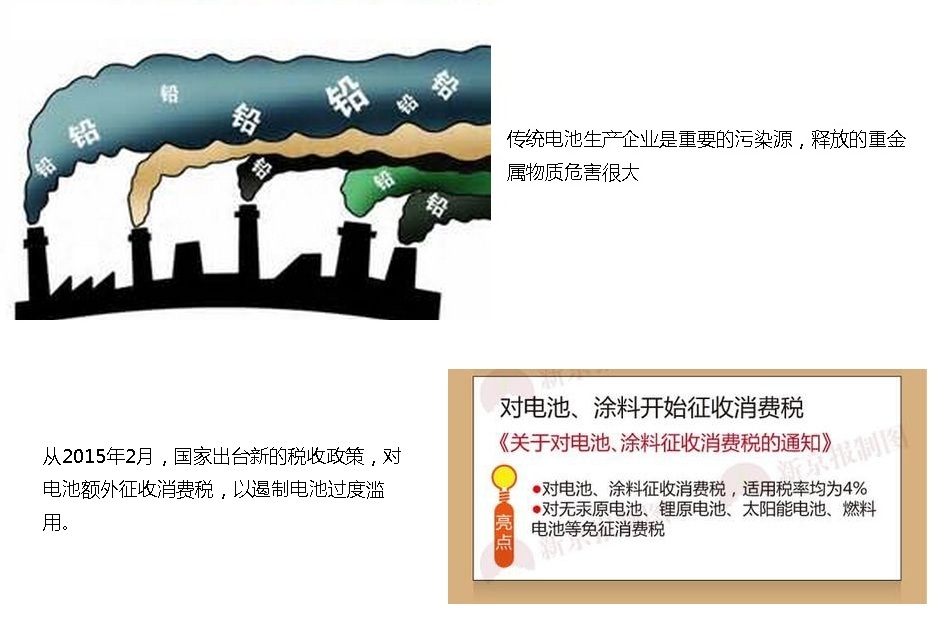 铅
铅
铅
铅
铅
铅
铅
铅
铅
铅
传统电池生产企业是重要的污染源，释放的重金
属物质危害很大
从2015年2月，国家出台新的税收政策，对
电池额外征收消费税，以遏制电池过度滥
用。
对电池、涂料开始征收消费税
《关于对电池、涂料征收消费税的通知》
亮点
●对电池、涂料征收消费税，适用税率均为4%
●对无汞原电池、锂原电池、太阳能电池、燃料
电池等免征消费税
新京报制图